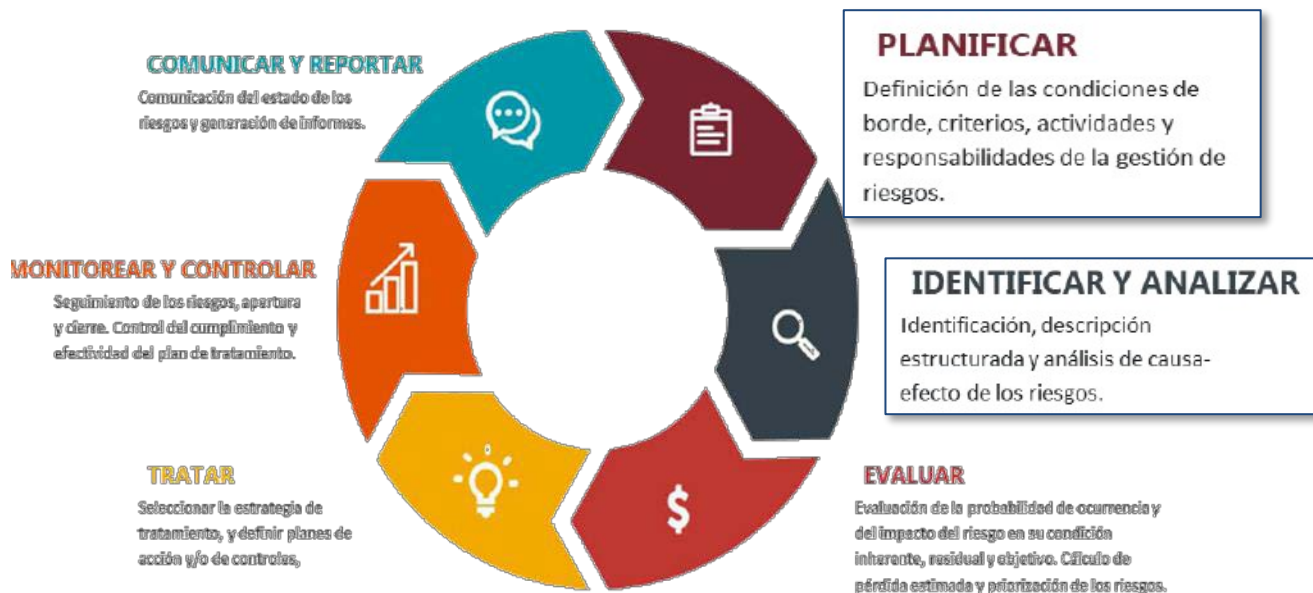 COMUNICAR Y REPORTAR
Comunicación del estado de los
riesgos y generación de informes.
PLANIFICAR
Definición de las condiciones de
borde, criterios, actividades y
responsabilidades de la gestión de
riesgos.
IDENTIFICAR Y ANALIZAR
Identificación, descripción
estructurada y análisis de causa-
efecto de los riesgos.
EVALUAR
Evaluación de la probabilidad de ocurrencia y
del impacto del riesgo en su condición
inherente, residual y objetivo. Cálculo de
pérdida estimada y priorización de los riesgos.
$
TRATAR
Seleccionar la estrategia de
tratamiento, y definir planes de
acción y/o de controles,
MONITOREAR Y CONTROLAR
Seguimiento de los riesgos, apertura
y cierre. Control del cumplimiento y
efectividad del plan de tratamiento.